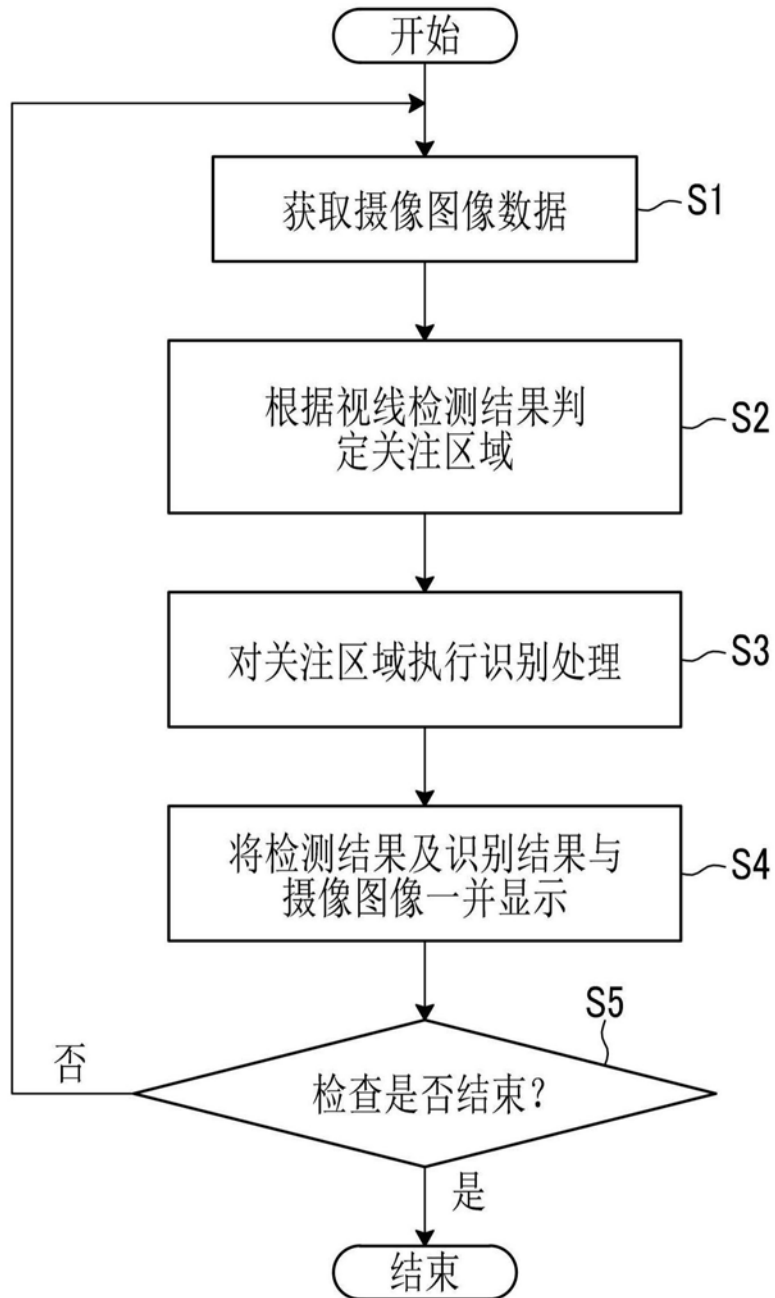 开始
获取摄像图像数据
S1
根据视线检测结果判
定关注区域
S2
对关注区域执行识别处理
S3
将检测结果及识别结果与
摄像图像一并显示
S4
S5
否
检查是否结束?
是
结束